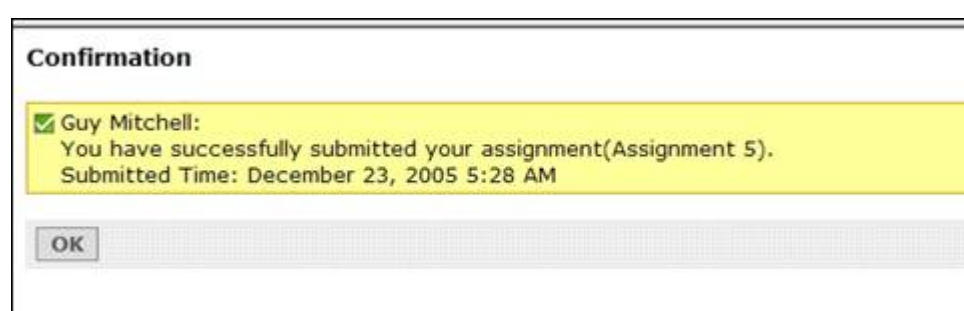 Confirmation
Guy Mitchell:
You have successfully submitted your assignment(Assignment 5).
Submitted Time: December 23, 2005 5:28 AM
OK